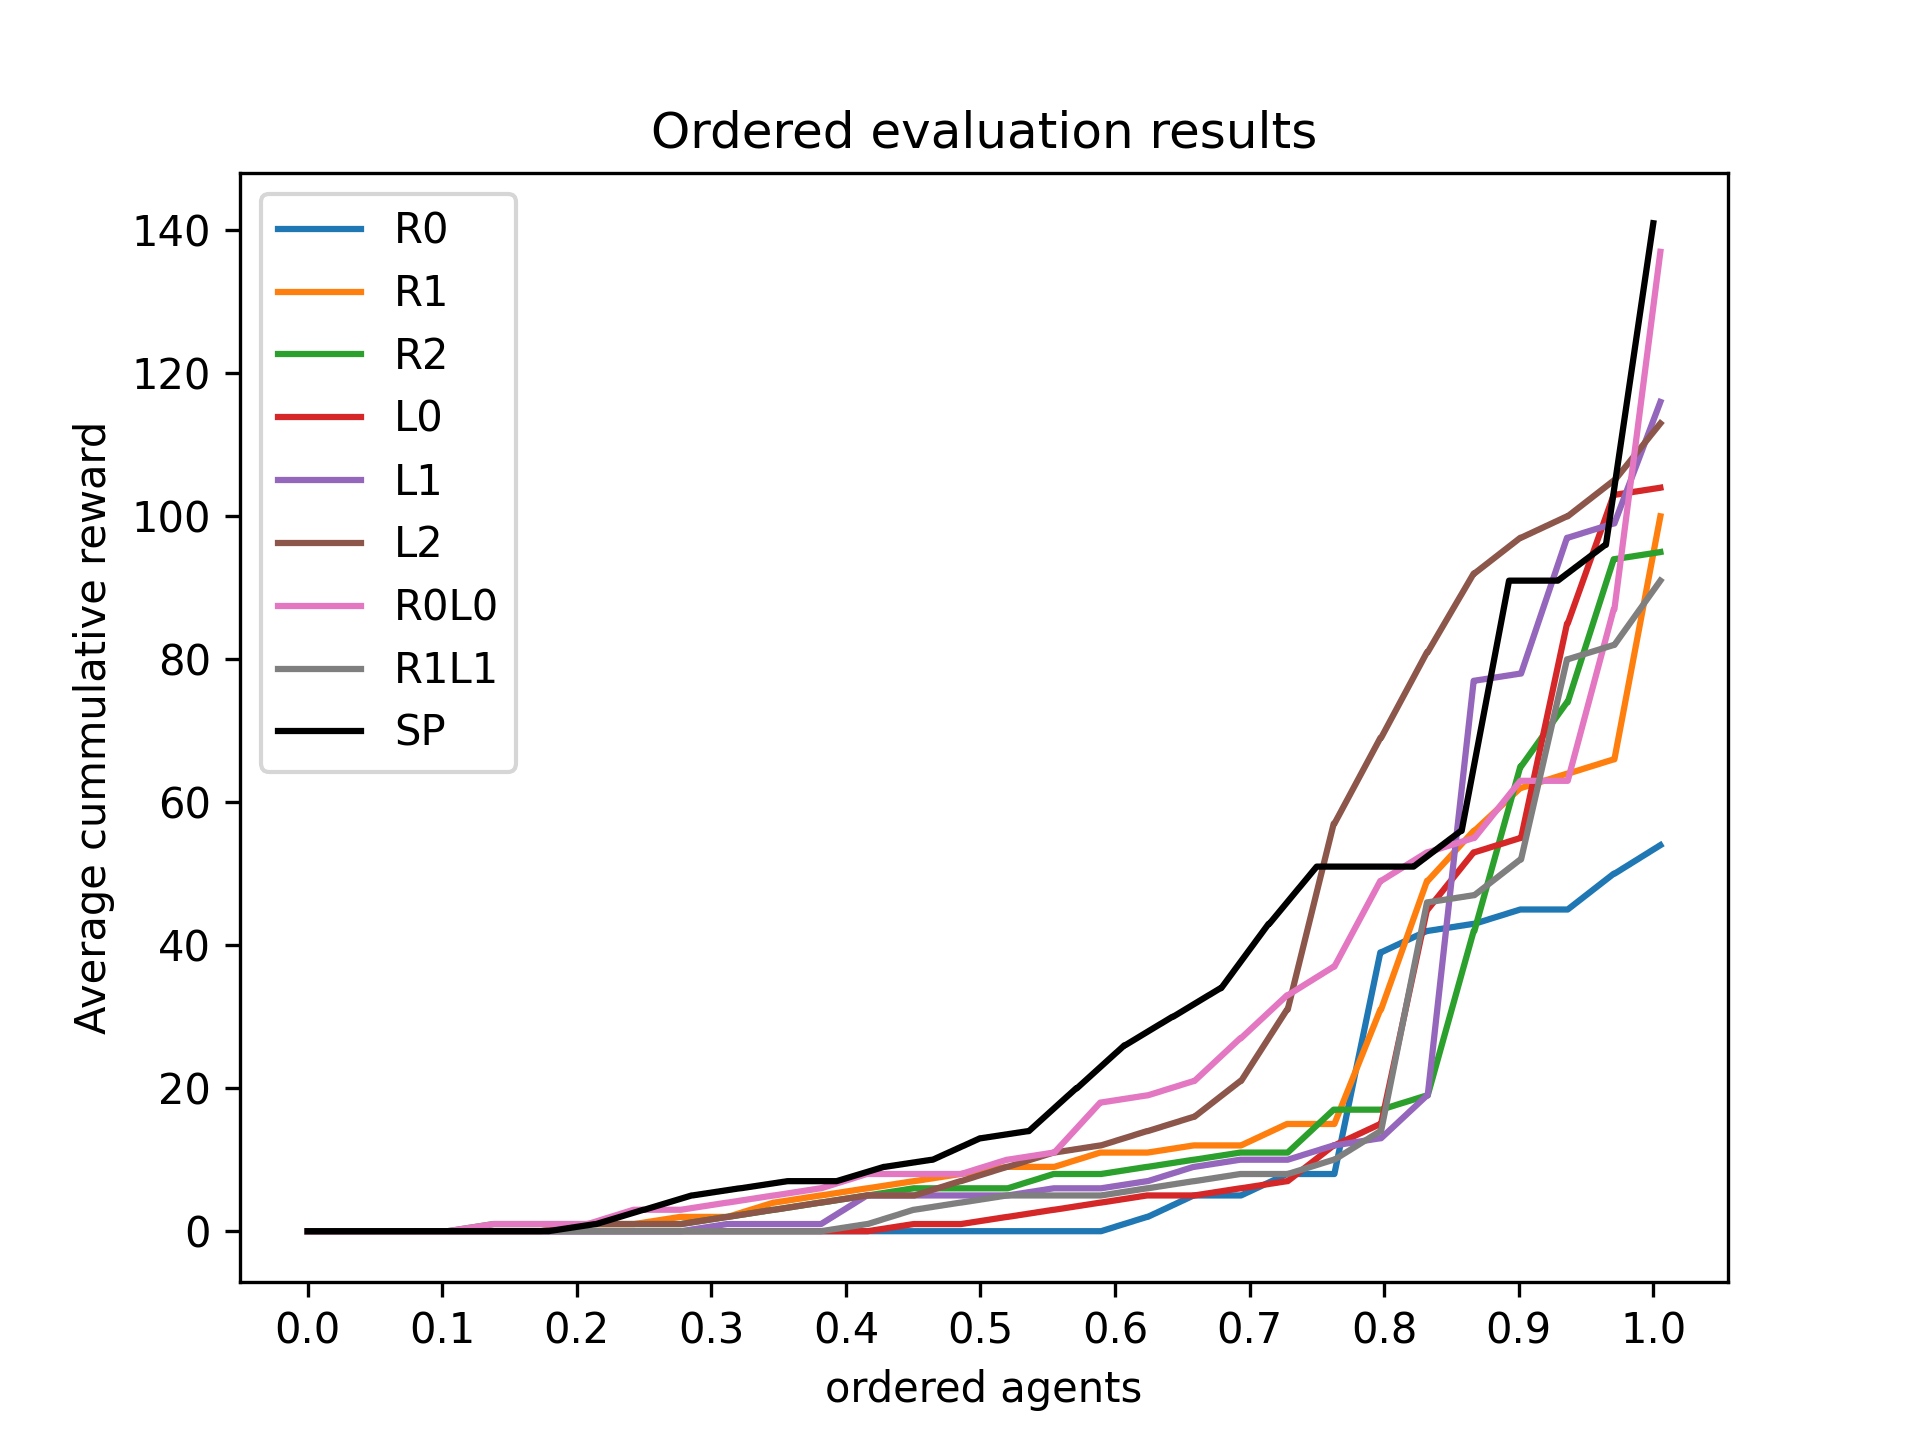 Ordered evaluation results
Average cummulative reward
140
120
100
80
60
40
20
0
R0
R1
R2
L0
L1
L2
R0L0
R1L1
SP
0.0 0.1 0.2 0.3 0.4 0.5 0.6 0.7 0.8 0.9 1.0
ordered agents